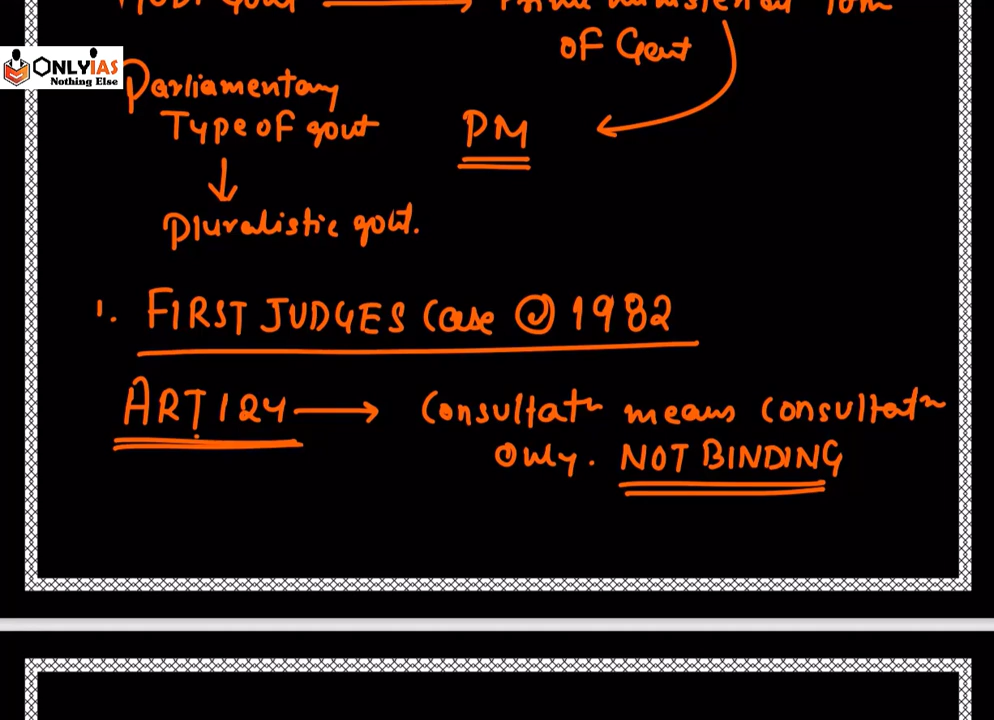 of Govt
ONLYIAS
Nothing Else
Parliamentary
Type of govt
PM
↓
Pluralistic govt.
1. FIRST JUDGES Case @ 1982
ART 124 → Consultatn means consultatn
Only. NOT BINDING